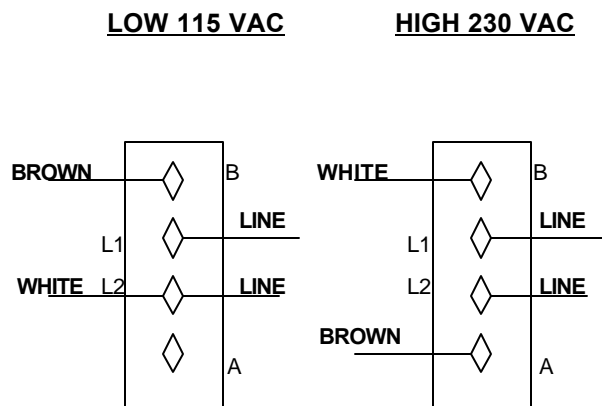 LOW 115 VAC
HIGH 230 VAC
BROWN
B
LINE
L1
WHITE
L2
LINE
A
WHITE
B
LINE
L1
L2
LINE
BROWN
A